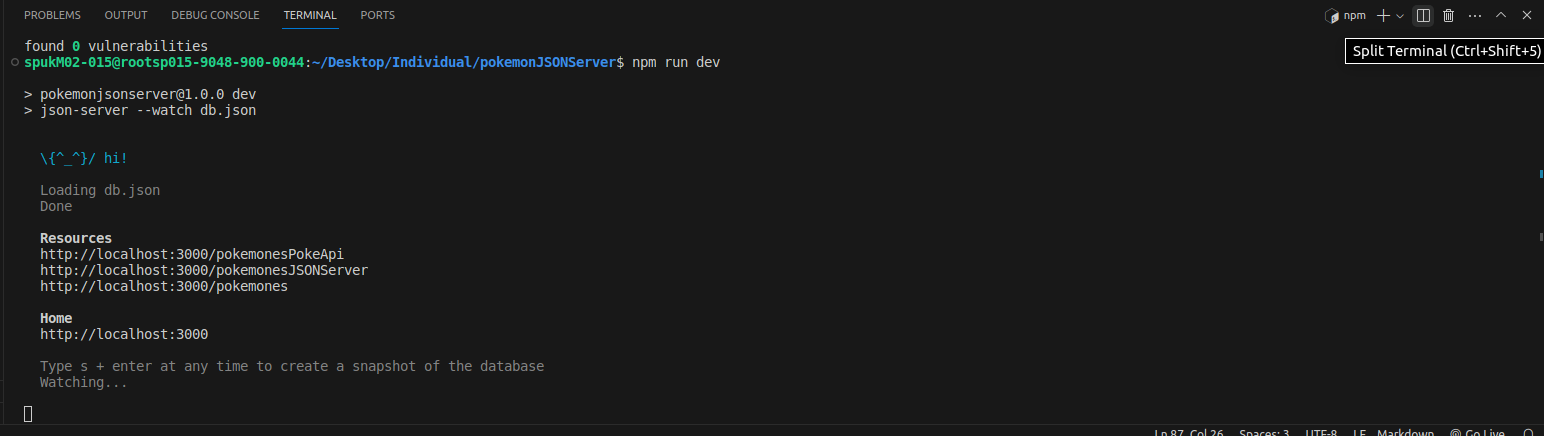 PROBLEMS OUTPUT DEBUG CONSOLE TERMINAL PORTS npm
Split Terminal (Ctrl+Shift+5)
found 0 vulnerabilities
spukM02-015@rootsp015-9048-900-0044:~/Desktop/Individual/pokemonJSONServer$ npm run dev
> pokemonjsonserver@1.0.0 dev
> json-server --watch db.json
\{^_^}/ hi!
Loading db.json
Done
Resources
http://localhost:3000/pokemonesPokeApi
http://localhost:3000/pokemonesJSONServer
http://localhost:3000/pokemones
Home
http://localhost:3000
Type s + enter at any time to create a snapshot of the database
Watching...
Ln 87, Col 26 Spaces: 3 UTF-8 LF Markdown Go Live